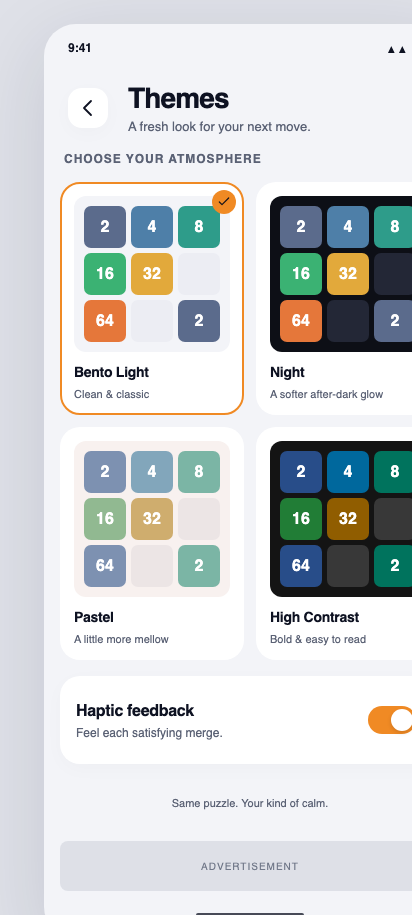 9:41
Themes
A fresh look for your next move.
CHOOSE YOUR ATMOSPHERE
2 4 8
16 32
64 2
Bento Light
Clean & classic
2 4 8
16 32
64 2
Night
A softer after-dark glow
2 4 8
16 32
64 2
Pastel
A little more mellow
2 4 8
16 32
64 2
High Contrast
Bold & easy to read
Haptic feedback
Feel each satisfying merge.
Same puzzle. Your kind of calm.
ADVERTISEMENT